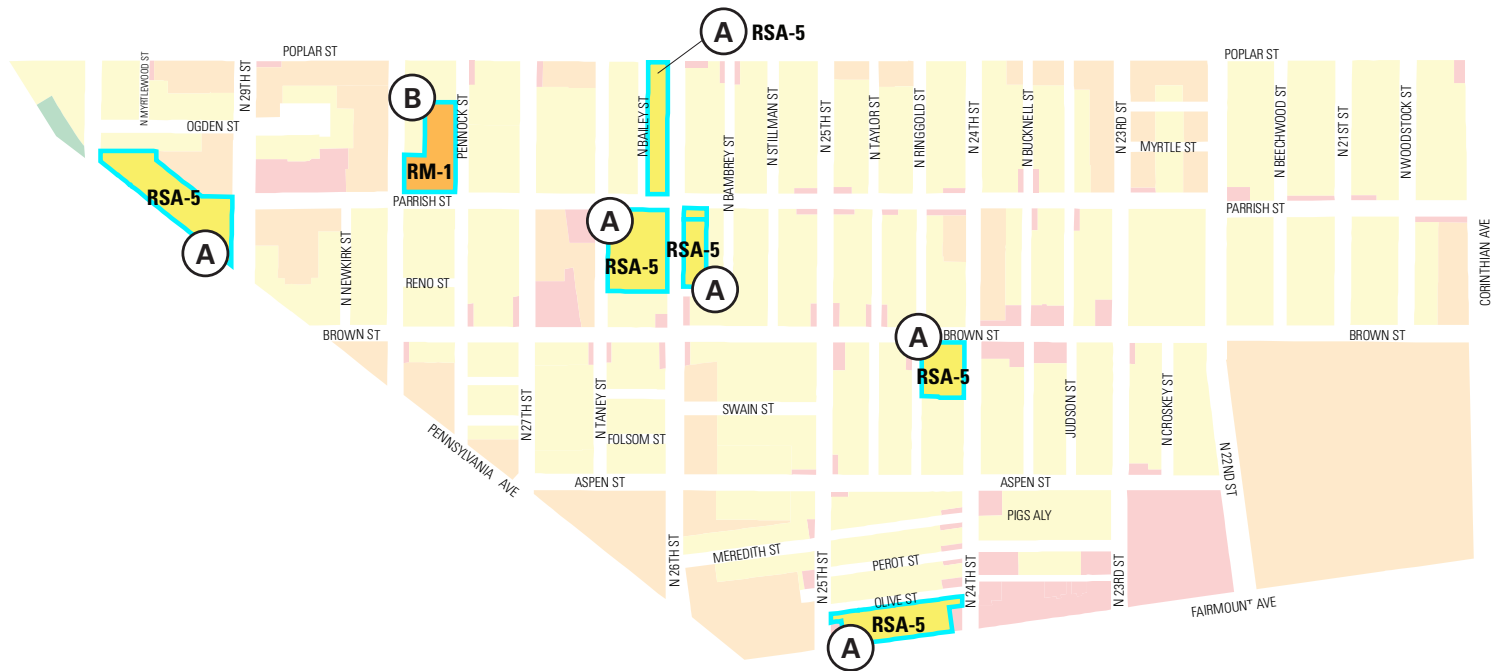 A RSA-5
POPLAR ST
POPLAR ST
N MYRTLEWOOD ST
N 29TH ST
B
PENNOCK ST
N BAILEY ST
N BAMBREY ST
N STILLMAN ST
N 25TH ST
N TAYLOR ST
N RINGGOLD ST
N 24TH ST
N BUCKNELL ST
N 23RD ST
MYRTLE ST
N BEECHWOOD ST
N 21ST ST
N WOODSTOCK ST
OGDEN ST
RM-1
RSA-5
A
PARRISH ST
PARRISH ST
N NEWKIRK ST
RENO ST
A
RSA-5
RSA-5
A
CORINTHIAN AVE
BROWN ST
A
BROWN ST
BROWN ST
RSA-5
N 27TH ST
N TANEY ST
SWAIN ST
FOLSOM ST
JUDSON ST
N CROSKEY ST
N 22ND ST
PENNSYLVANIA AVE
ASPEN ST
ASPEN ST
PIGS ALY
N 26TH ST
MEREDITH ST
N 25TH ST
PEROT ST
N 24TH ST
N 23RD ST
OLIVE ST
RSA-5
A
FAIRMOUNT AVE